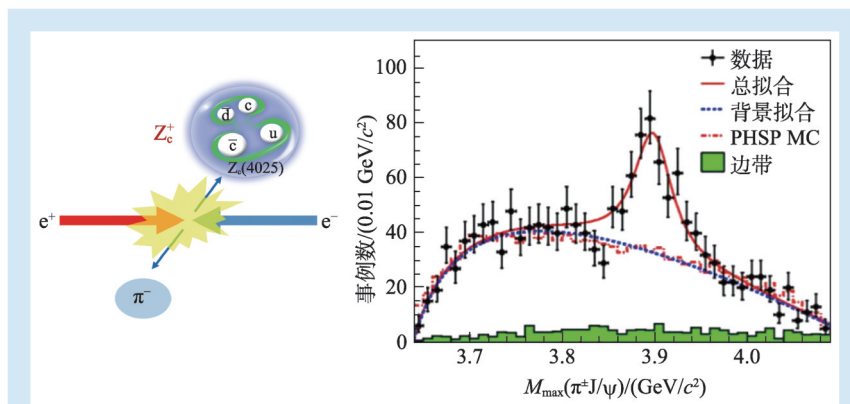 Z_c^+
d̄
c
c̄
u
Z_c(4025)
e⁺
e⁻
π⁻
事例数/(0.01 GeV/c²)
100
80
60
40
20
0
数据
总拟合
背景拟合
PHSP MC
边带
3.7 3.8 3.9 4.0
M_max(π^±J/ψ)/(GeV/c²)